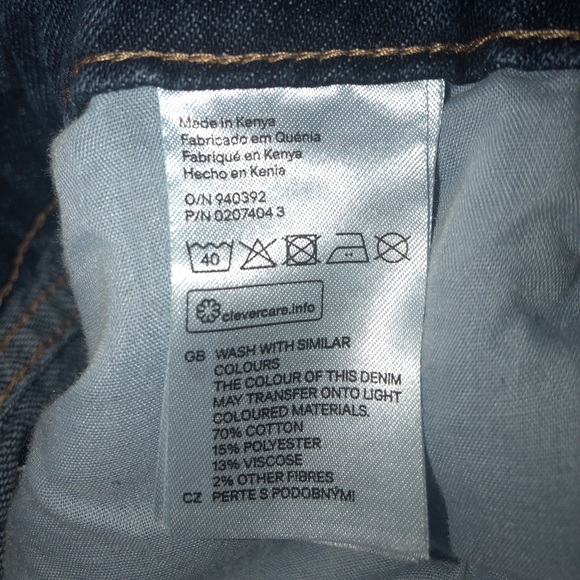 Made in Kenya
Fabricado em Quénia
Fabriqué en Kenya
Hecho en Kenia
O/N 940392
P/N 0207404 3
40
clevercare.info
GB WASH WITH SIMILAR
COLOURS
THE COLOUR OF THIS DENIM
MAY TRANSFER ONTO LIGHT
COLOURED MATERIALS.
70% COTTON
15% POLYESTER
13% VISCOSE
2% OTHER FIBRES
CZ PERTE S PODOBNÝMI